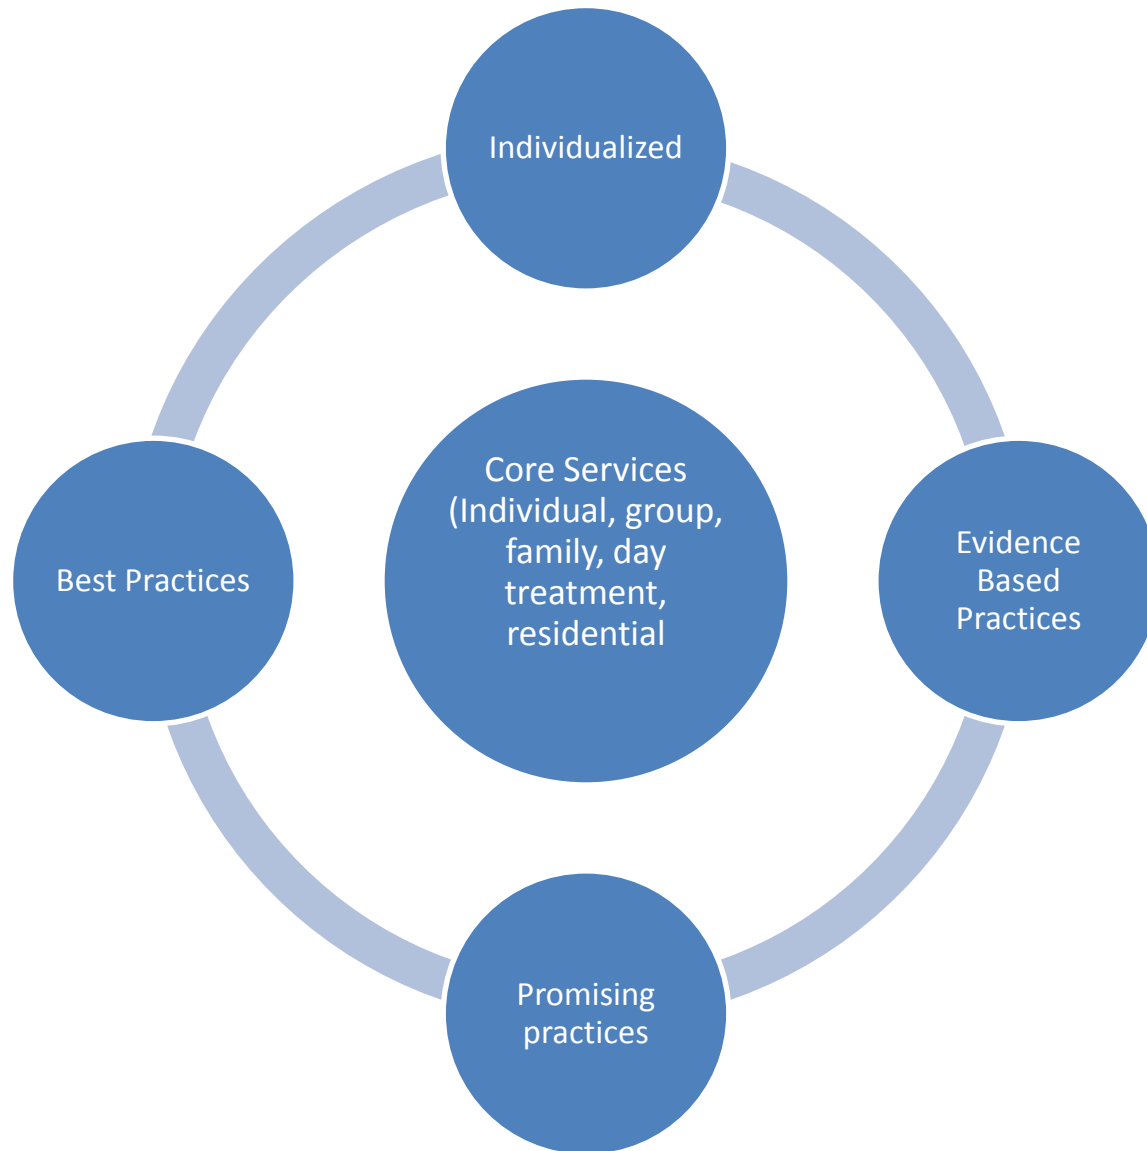 Individualized
Core Services
(Individual, group,
family, day
treatment,
residential
Best Practices
Evidence
Based
Practices
Promising
practices